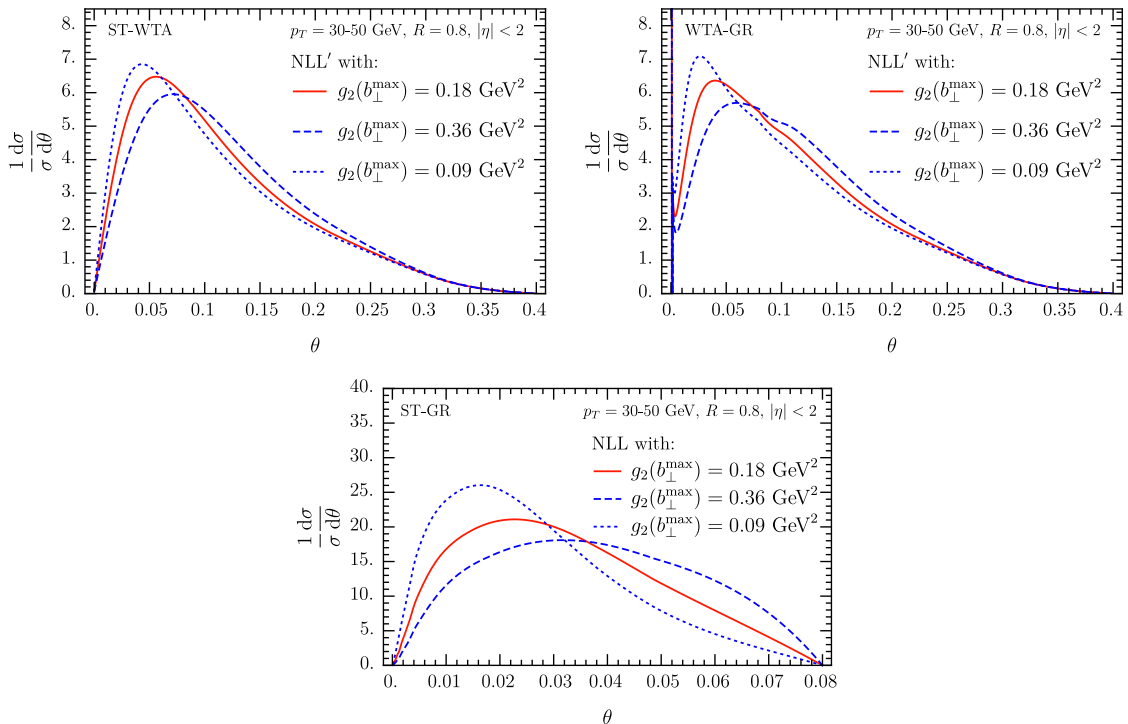 ST-WTA
p_T = 30-50 GeV, R = 0.8, |η| < 2
NLL′ with:
g_2(b_⊥^max) = 0.18 GeV^2
g_2(b_⊥^max) = 0.36 GeV^2
g_2(b_⊥^max) = 0.09 GeV^2
8.
7.
6.
5.
4.
3.
2.
1.
0.
1/σ dσ/dθ
0. 0.05 0.1 0.15 0.2 0.25 0.3 0.35 0.4
θ
WTA-GR
p_T = 30-50 GeV, R = 0.8, |η| < 2
NLL′ with:
g_2(b_⊥^max) = 0.18 GeV^2
g_2(b_⊥^max) = 0.36 GeV^2
g_2(b_⊥^max) = 0.09 GeV^2
8.
7.
6.
5.
4.
3.
2.
1.
0.
1/σ dσ/dθ
0. 0.05 0.1 0.15 0.2 0.25 0.3 0.35 0.4
θ
ST-GR
p_T = 30-50 GeV, R = 0.8, |η| < 2
NLL with:
g_2(b_⊥^max) = 0.18 GeV^2
g_2(b_⊥^max) = 0.36 GeV^2
g_2(b_⊥^max) = 0.09 GeV^2
40.
35.
30.
25.
20.
15.
10.
5.
0.
1/σ dσ/dθ
0. 0.01 0.02 0.03 0.04 0.05 0.06 0.07 0.08
θ